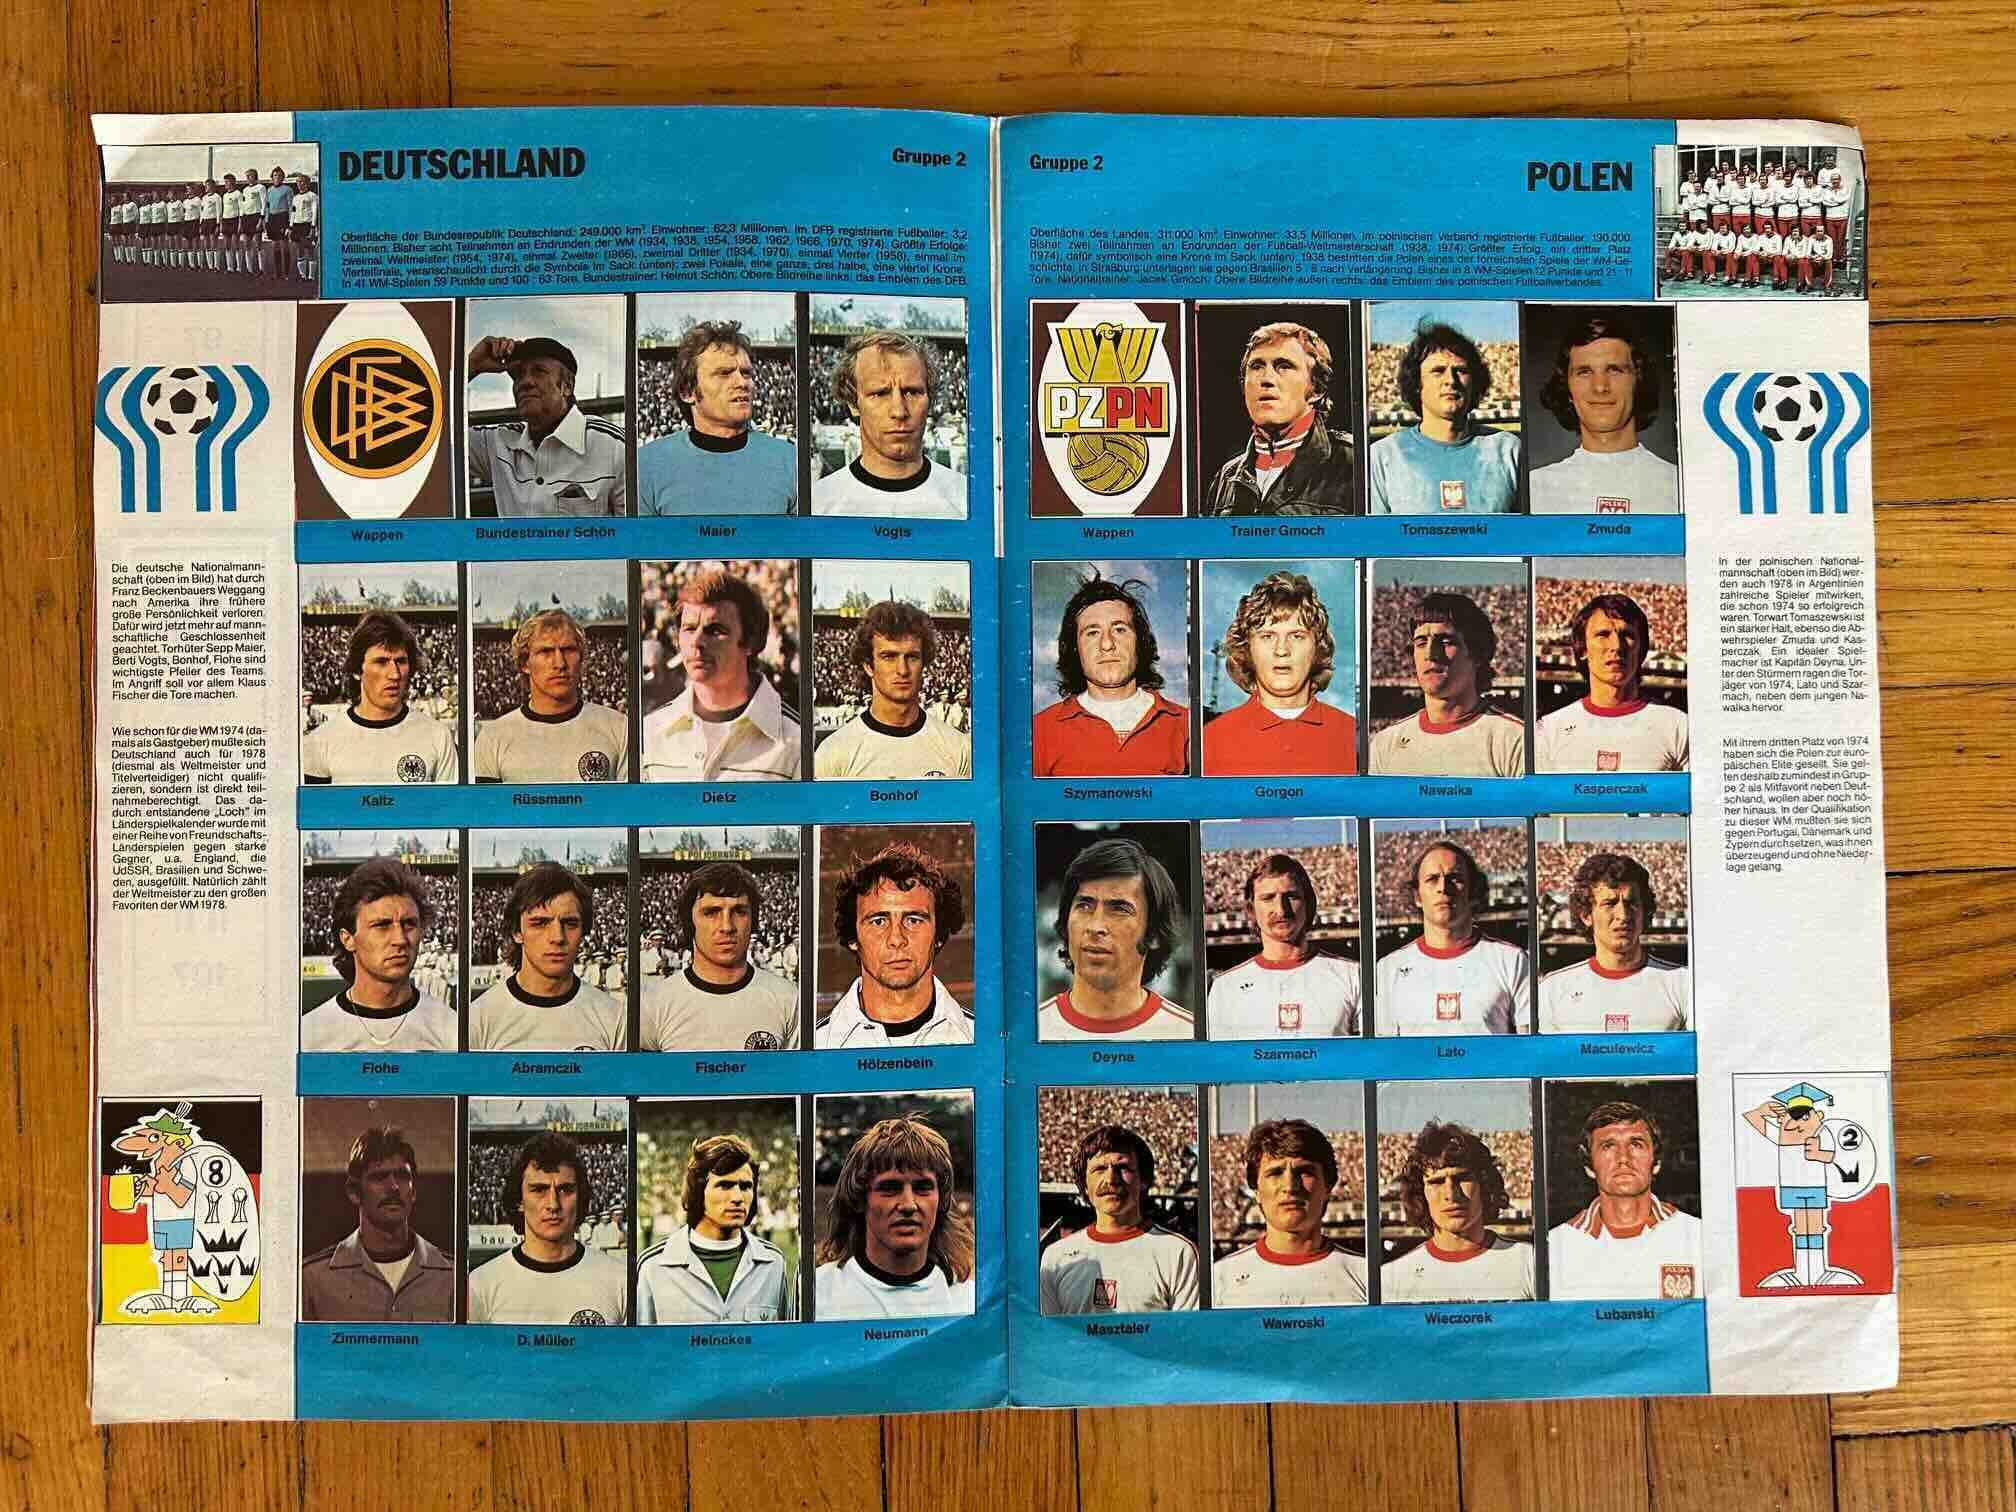 DEUTSCHLAND
Gruppe 2
Oberfläche der Bundesrepublik Deutschland: 249.000 km². Einwohner: 62,3 Millionen. Im DFB registrierte Fußballer: 3,2
Millionen. Bisher acht Teilnahmen an Endrunden der WM (1934, 1938, 1954, 1958, 1962, 1966, 1970, 1974). Größte Erfolge:
zweimal Weltmeister (1954, 1974), einmal Zweiter (1966), zweimal Dritter (1934, 1970), einmal Vierter (1958), einmal im
Viertelfinale, veranschaulicht durch die Symbole im Sack (unten): zwei Pokale, eine ganze, drei halbe, eine viertel Krone.
In 41 WM-Spielen 59 Punkte und 100 : 63 Tore. Bundestrainer: Helmut Schön; Obere Bildreihe links: das Emblem des DFB.
Wappen
Bundestrainer Schön
Maier
Vogts
Die deutsche Nationalmann-
schaft (oben im Bild) hat durch
Franz Beckenbauers Weggang
nach Amerika ihre frühere
große Persönlichkeit verloren.
Dafür wird jetzt mehr auf mann-
schaftliche Geschlossenheit
geachtet. Torhüter Sepp Maier,
Berti Vogts, Bonhof, Flohe sind
wichtigste Pfeiler des Teams.
Im Angriff soll vor allem Klaus
Fischer die Tore machen.
Wie schon für die WM 1974 (da-
mals als Gastgeber) mußte sich
Deutschland auch für 1978
(diesmal als Weltmeister und
Titelverteidiger) nicht qualifi-
zieren, sondern ist direkt teil-
nahmeberechtigt. Das da-
durch entstandene „Loch" im
Länderspielkalender wurde mit
einer Reihe von Freundschafts-
Länderspielen gegen starke
Gegner, u.a. England, die
UdSSR, Brasilien und Schwe-
den, ausgefüllt. Natürlich zählt
der Weltmeister zu den großen
Favoriten der WM 1978.
Kaltz
Rüssmann
Dietz
Bonhof
POLJOBANKA
POLJOBANKA
Flohe
Abramczik
Fischer
Hölzenbein
8
POLJOBANKA
bau a
Zimmermann
D. Müller
Heinckes
Neumann
Gruppe 2
POLEN
Oberfläche des Landes: 311.000 km². Einwohner: 33,5 Millionen. Im polnischen Verband registrierte Fußballer: 190.000.
Bisher zwei Teilnahmen an Endrunden der Fußball-Weltmeisterschaft (1938, 1974). Größter Erfolg: ein dritter Platz
(1974), dafür symbolisch eine Krone im Sack (unten). 1938 bestritten die Polen eines der torreichsten Spiele der WM-Ge-
schichte; in Straßburg unterlagen sie gegen Brasilien 5 : 6 nach Verlängerung. Bisher in 8 WM-Spielen 12 Punkte und 21 : 11
Tore. Nationaltrainer: Jacek Gmoch; Obere Bildreihe außen rechts: das Emblem des polnischen Fußballverbandes.
PZPN
POLSKA
Wappen
Trainer Gmoch
Tomaszewski
Zmuda
Szymanowski
Gorgon
Nawalka
Kasperczak
Deyna
Szarmach
Lato
Maculewicz
POLSKA
Masztaler
Wawroski
Wieczorek
Lubanski
In der polnischen National-
mannschaft (oben im Bild) wer-
den auch 1978 in Argentinien
zahlreiche Spieler mitwirken,
die schon 1974 so erfolgreich
waren. Torwart Tomaszewski ist
ein starker Halt, ebenso die Ab-
wehrspieler Zmuda und Kas-
perczak. Ein idealer Spiel-
macher ist Kapitän Deyna. Un-
ter den Stürmern ragen die Tor-
jäger von 1974, Lato und Szar-
mach, neben dem jungen Na-
walka hervor.
Mit ihrem dritten Platz von 1974
haben sich die Polen zur euro-
päischen Elite gesellt. Sie gel-
ten deshalb zumindest in Grup-
pe 2 als Mitfavorit neben Deut-
schland, wollen aber noch hö-
her hinaus. In der Qualifikation
zu dieser WM mußten sie sich
gegen Portugal, Dänemark und
Zypern durchsetzen, was ihnen
überzeugend und ohne Nieder-
lage gelang.
2